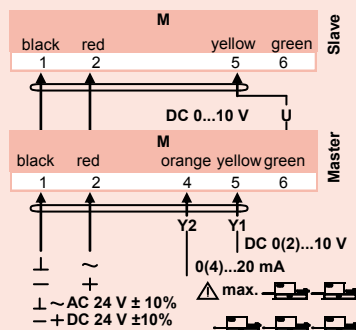 M
black red yellow green
1 2 5 6
Slave
DC 0...10 V U
M
black red orange yellow green
1 2 4 5 6
Master
Y2 Y1
DC 0(2)...10 V
⊥ ~ 0(4)...20 mA
− + ⚠ max.
⊥ ~ AC 24 V ± 10%
− + DC 24 V ±10%